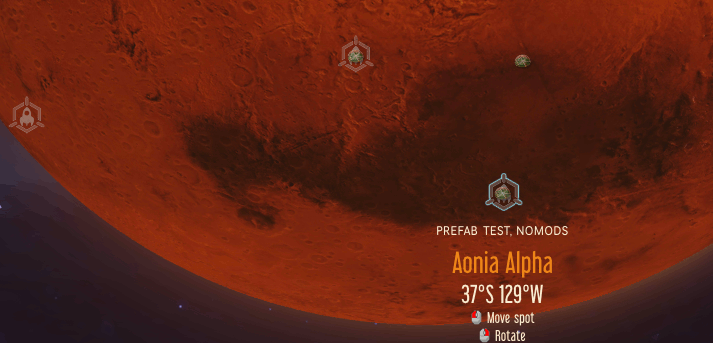 PREFAB TEST, NOMODS
Aonia Alpha
37°S 129°W
Move spot
Rotate